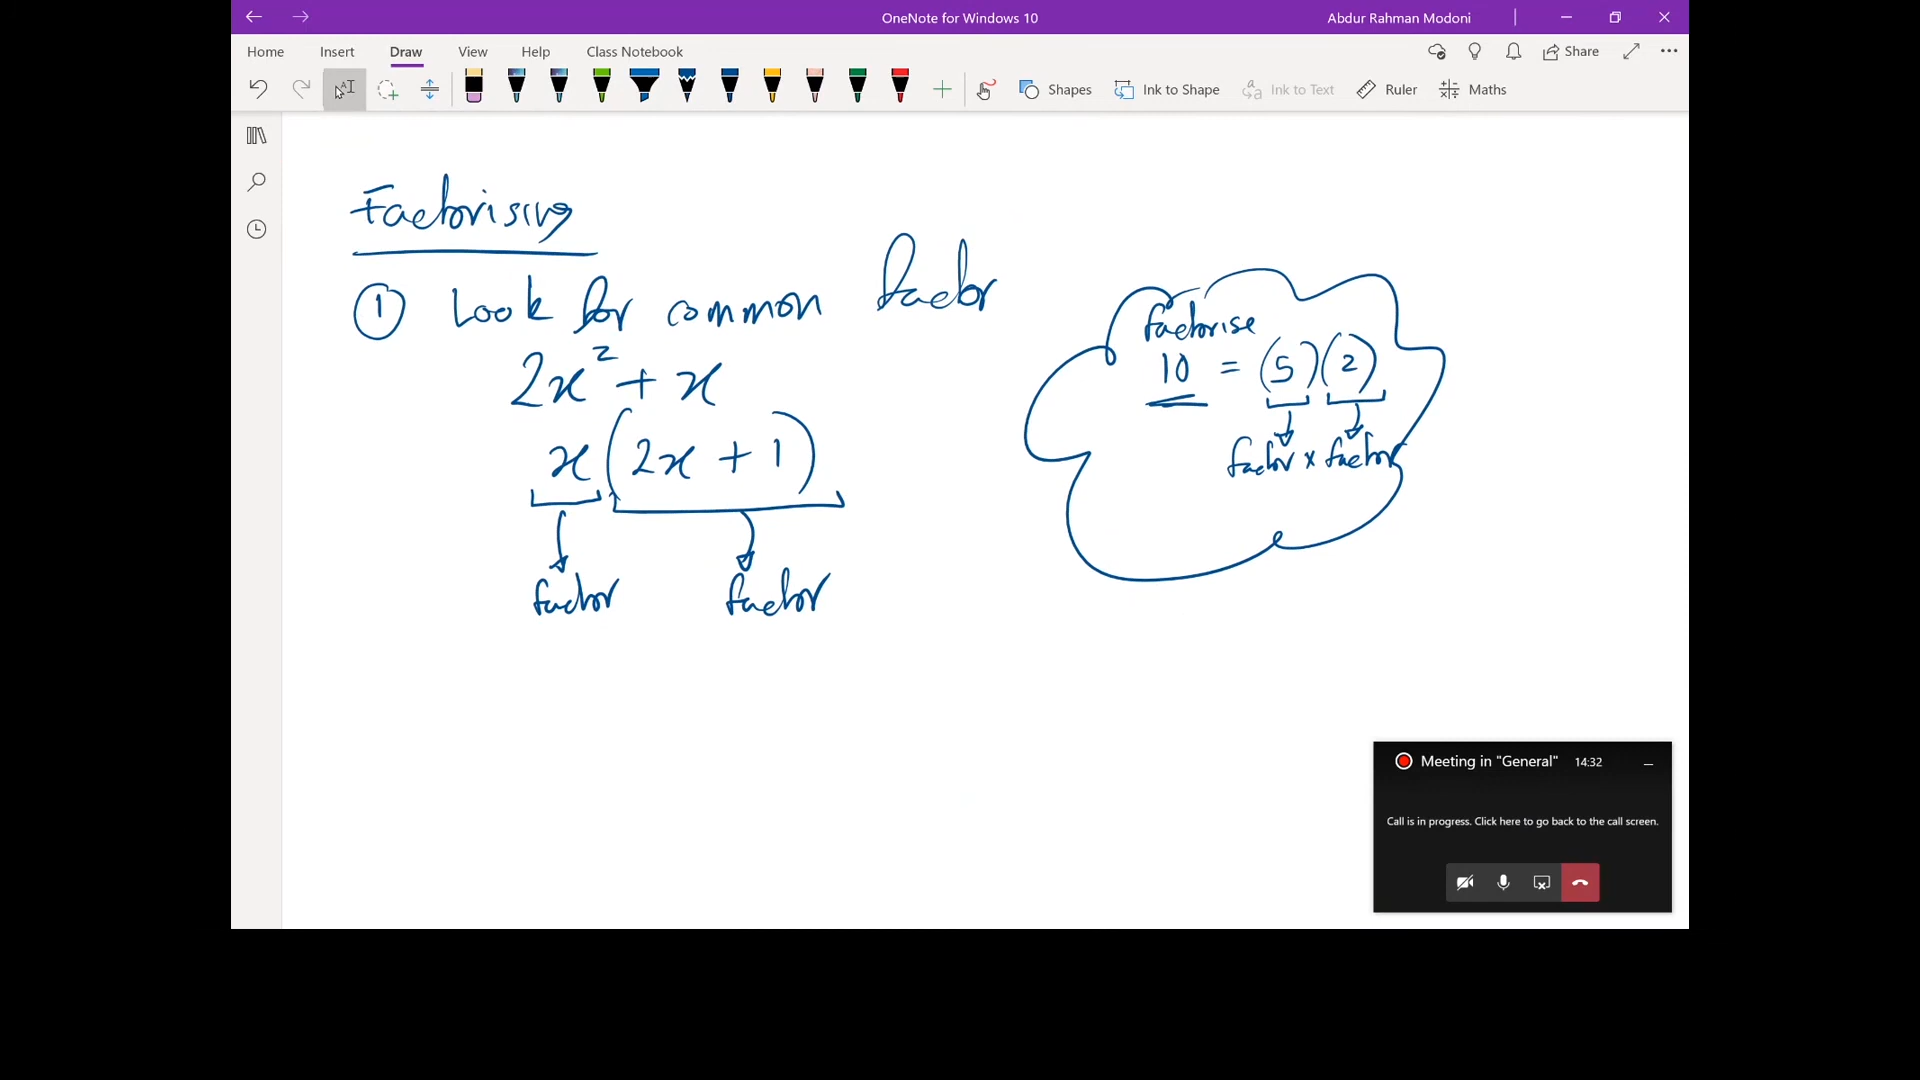 OneNote for Windows 10
Abdur Rahman Modoni
Home Insert Draw View Help Class Notebook
Share
Shapes Ink to Shape Ink to Text Ruler Maths
Factorising
① Look for common factor
2x² + x
x(2x + 1)
factor factor
factorise
10 = (5)(2)
factor x factor
Meeting in "General" 14:32
Call is in progress. Click here to go back to the call screen.